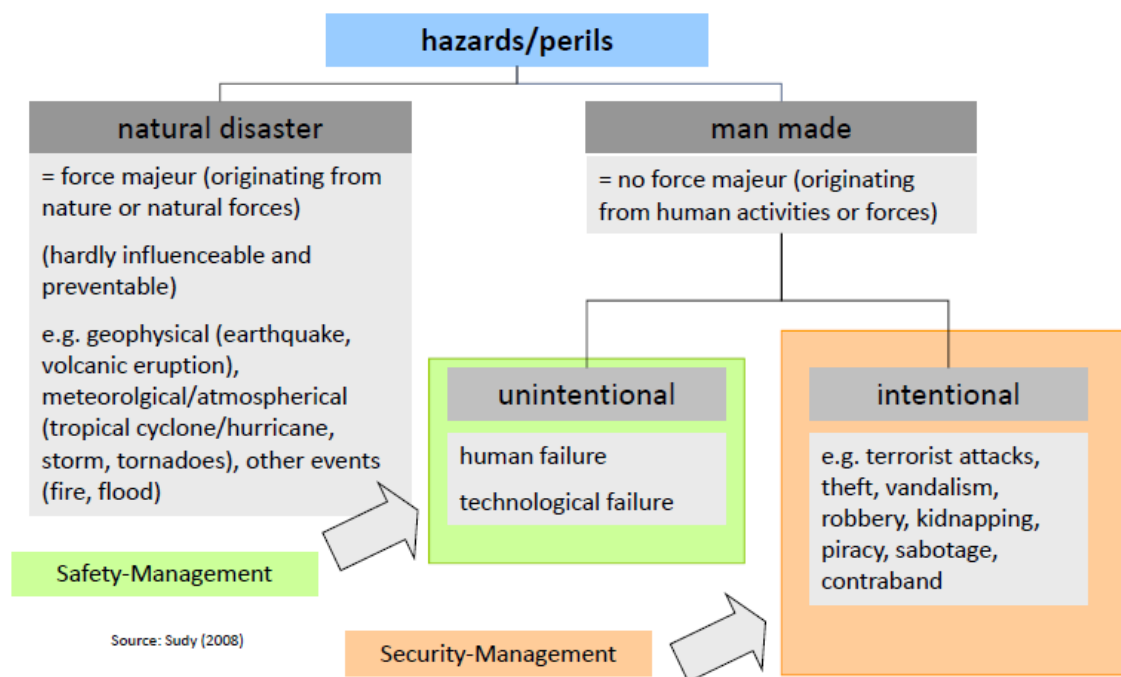 hazards/perils
natural disaster
= force majeur (originating from
nature or natural forces)
(hardly influenceable and
preventable)
e.g. geophysical (earthquake,
volcanic eruption),
meteorolgical/atmospherical
(tropical cyclone/hurricane,
storm, tornadoes), other events
(fire, flood)
man made
= no force majeur (originating
from human activities or forces)
unintentional
human failure
technological failure
intentional
e.g. terrorist attacks,
theft, vandalism,
robbery, kidnapping,
piracy, sabotage,
contraband
Safety-Management
Source: Sudy (2008)
Security-Management